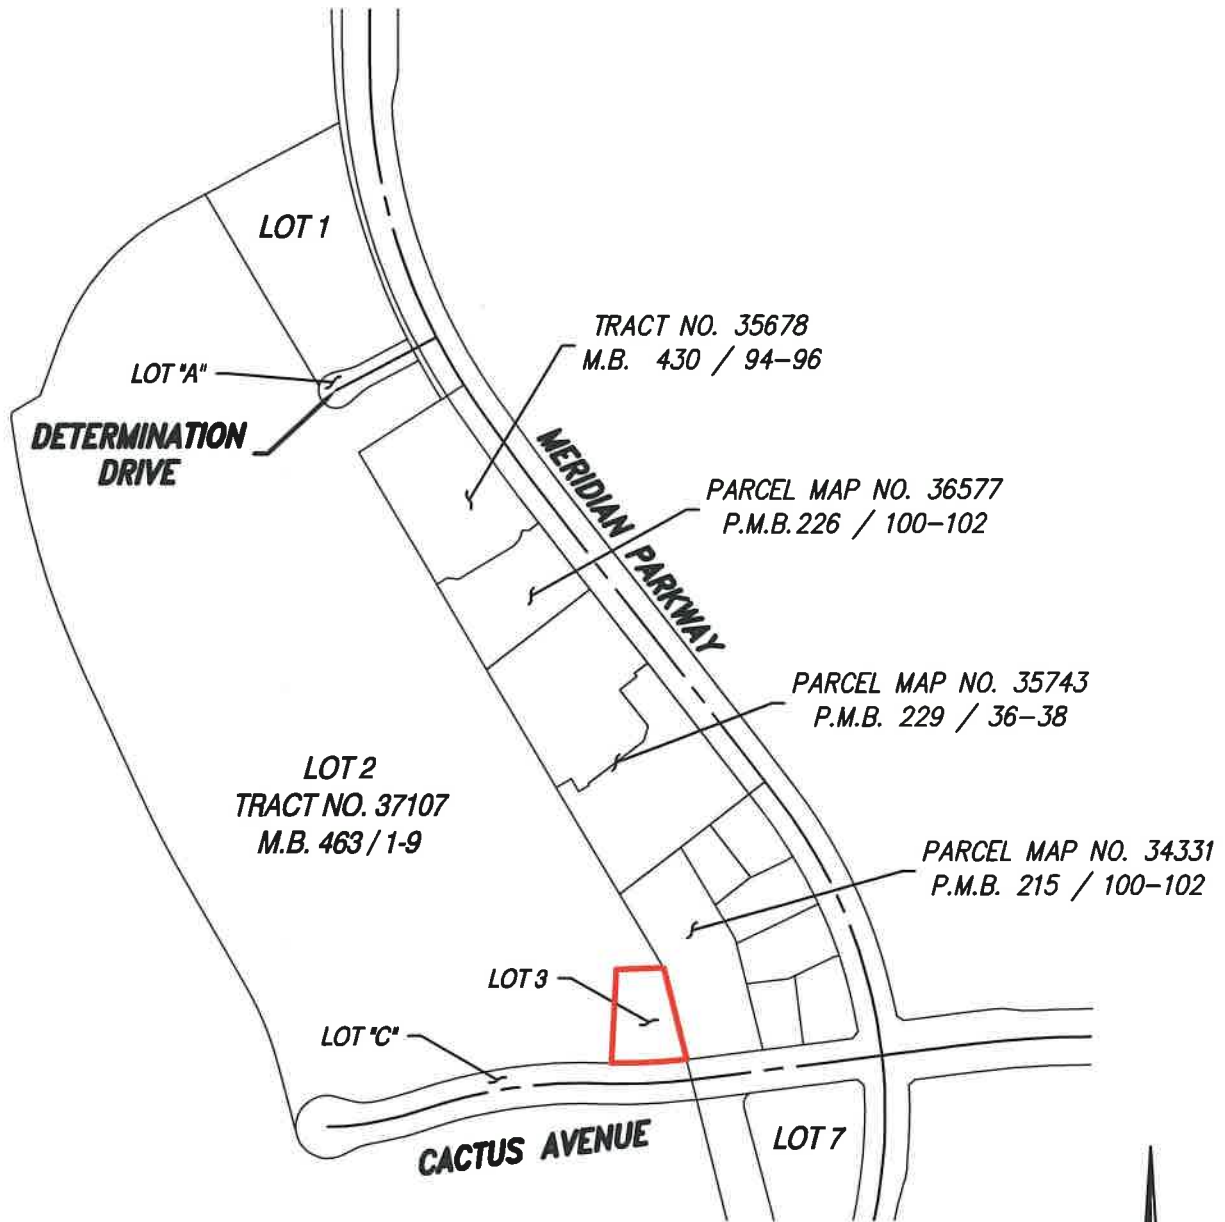 LOT 1
TRACT NO. 35678
M.B. 430 / 94-96
LOT "A"
DETERMINATION
DRIVE
MERIDIAN PARKWAY
PARCEL MAP NO. 36577
P.M.B. 226 / 100-102
PARCEL MAP NO. 35743
P.M.B. 229 / 36-38
LOT 2
TRACT NO. 37107
M.B. 463 / 1-9
PARCEL MAP NO. 34331
P.M.B. 215 / 100-102
LOT 3
LOT "C"
CACTUS AVENUE
LOT 7